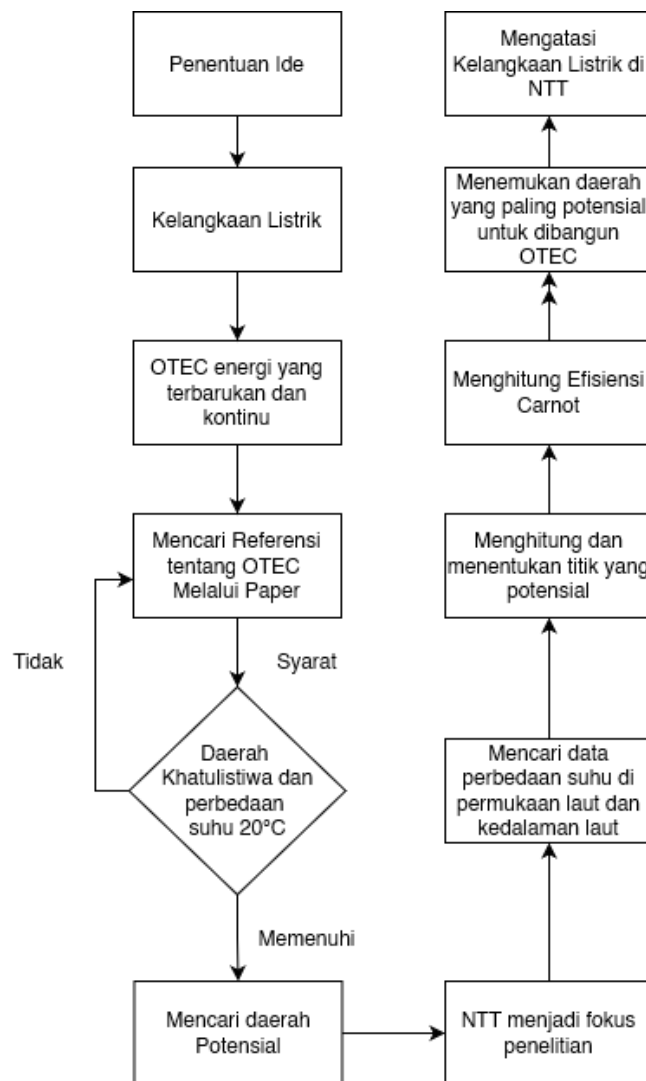 Penentuan Ide
Kelangkaan Listrik
OTEC energi yang
terbarukan dan
kontinu
Mencari Referensi
tentang OTEC
Melalui Paper
Tidak
Syarat
Daerah
Khatulistiwa dan
perbedaan
suhu 20°C
Memenuhi
Mencari daerah
Potensial
NTT menjadi fokus
penelitian
Mencari data
perbedaan suhu di
permukaan laut dan
kedalaman laut
Menghitung dan
menentukan titik yang
potensial
Menghitung Efisiensi
Carnot
Menemukan daerah
yang paling potensial
untuk dibangun
OTEC
Mengatasi
Kelangkaan Listrik di
NTT